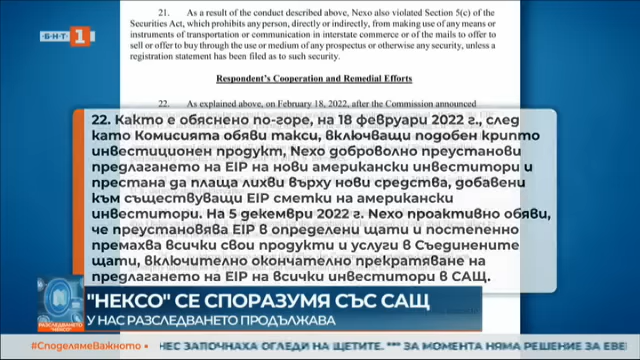 БНТ 1
21. As a result of the conduct described above, Nexo also violated Section 5(c) of the
Securities Act, which prohibits any person, directly or indirectly, from making use of any means or
instruments of transportation or communication in interstate commerce or of the mails to offer to
sell or offer to buy through the use or medium of any prospectus or otherwise any security, unless a
registration statement has been filed as to such security.
Respondent's Cooperation and Remedial Efforts
22. As explained above, on February 18, 2022, after the Commission announced
22. Както е обяснено по-горе, на 18 февруари 2022 г., след
като Комисията обяви такси, включващи подобен крипто
инвестиционен продукт, Nexo доброволно преустанови
предлагането на EIP на нови американски инвеститори и
престана да плаща лихви върху нови средства, добавени
към съществуващи EIP сметки на американски
инвеститори. На 5 декември 2022 г. Nexo проактивно обяви,
че преустановява EIP в определени щати и постепенно
премахва всички свои продукти и услуги в Съединените
щати, включително окончателно прекратяване на
предлагането на EIP на всички инвеститори в САЩ.
РАЗСЛЕДВАНЕТО
"НЕКСО"
"НЕКСО" СЕ СПОРАЗУМЯ СЪС САЩ
У НАС РАЗСЛЕДВАНЕТО ПРОДЪЛЖАВА
#СподелямеВажното
НЕС ЗАПОЧНАХА ОГЛЕДИ НА ЩЕТИТЕ. *** ЗА МОМЕНТА НЯМА РЕШЕНИЕ ЗА ЕВЕ